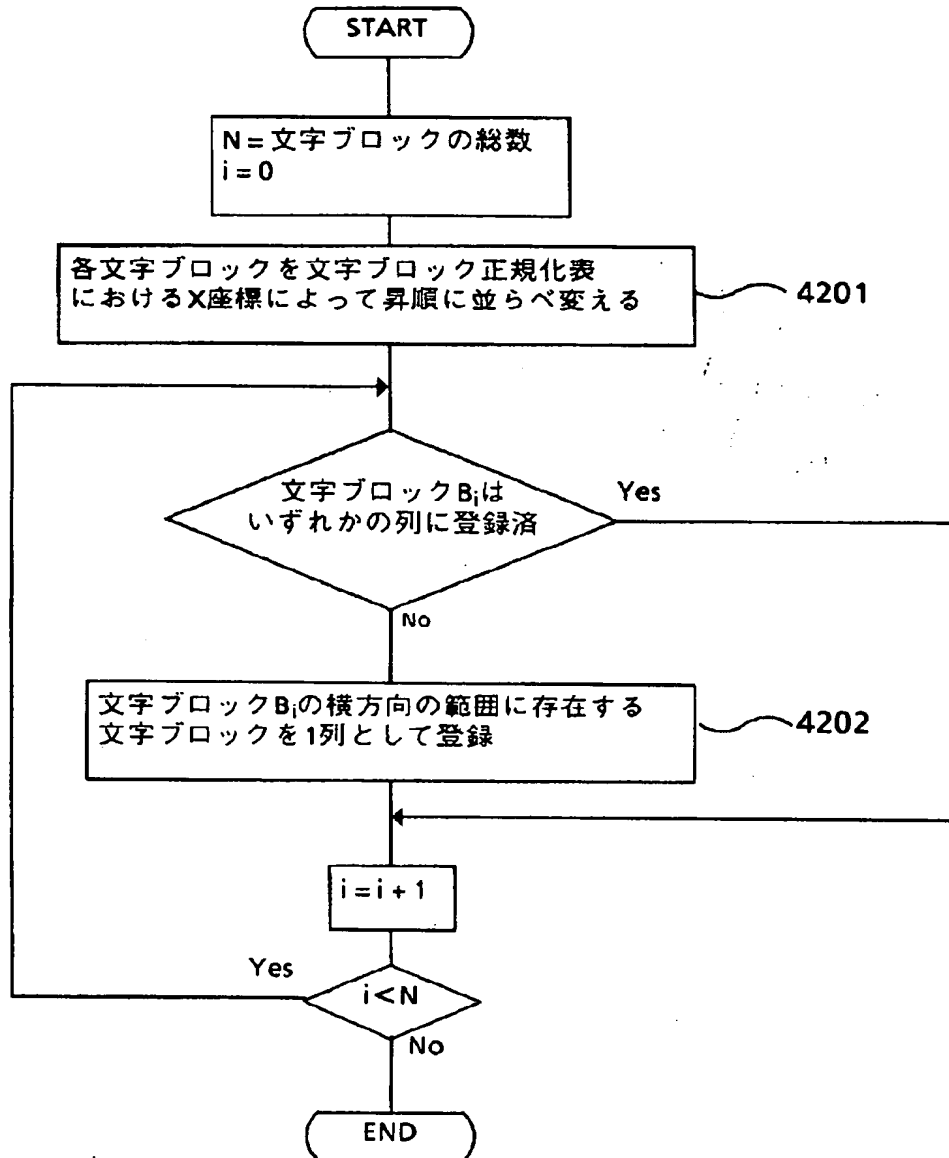 START
N=文字ブロックの総数
i=0
各文字ブロックを文字ブロック正規化表
におけるX座標によって昇順に並らべ変える
4201
文字ブロックBiは
いずれかの列に登録済
Yes
No
文字ブロックBiの横方向の範囲に存在する
文字ブロックを1列として登録
4202
i=i+1
Yes
i<N
No
END